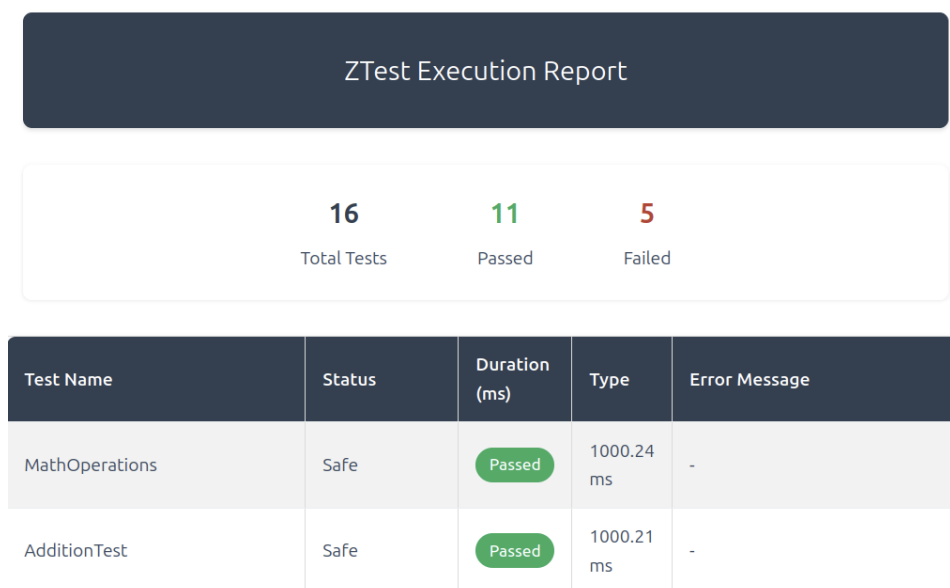 ZTest Execution Report
16 11 5
Total Tests Passed Failed
Test Name Status Duration (ms) Type Error Message
MathOperations Safe Passed 1000.24 ms -
AdditionTest Safe Passed 1000.21 ms -